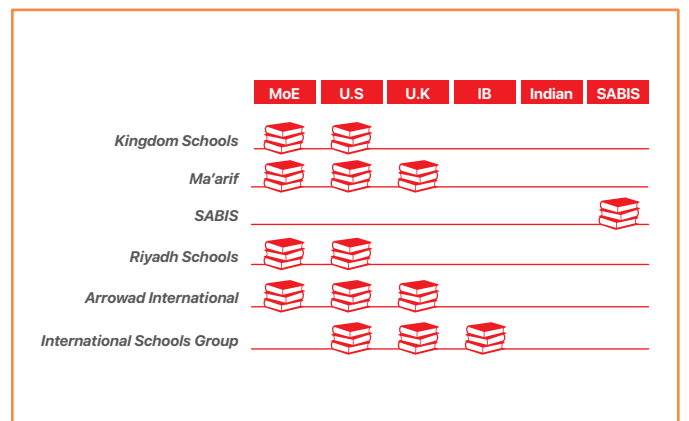 MoE U.S U.K IB Indian SABIS
Kingdom Schools
Ma’arif
SABIS
Riyadh Schools
Arrowad International
International Schools Group